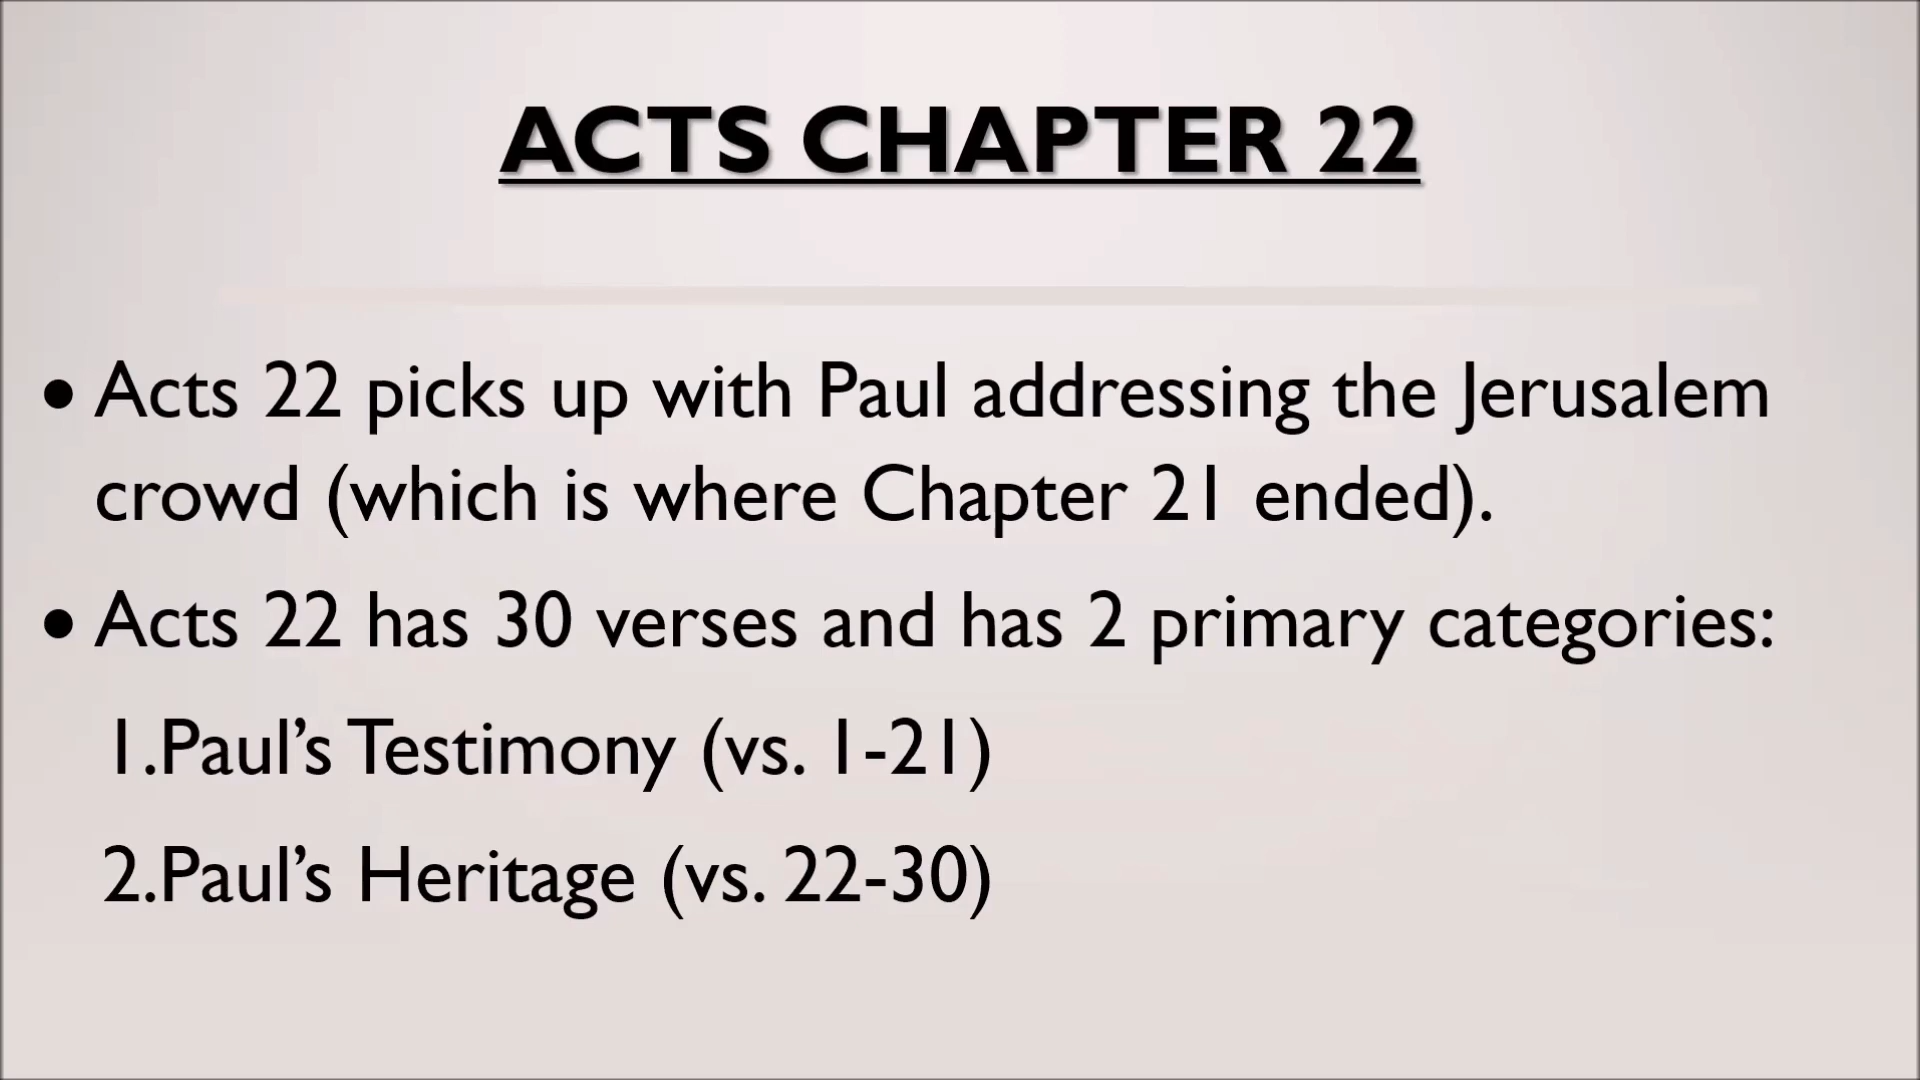 ACTS CHAPTER 22
• Acts 22 picks up with Paul addressing the Jerusalem
crowd (which is where Chapter 21 ended).
• Acts 22 has 30 verses and has 2 primary categories:
1.Paul’s Testimony (vs. 1-21)
2.Paul’s Heritage (vs. 22-30)